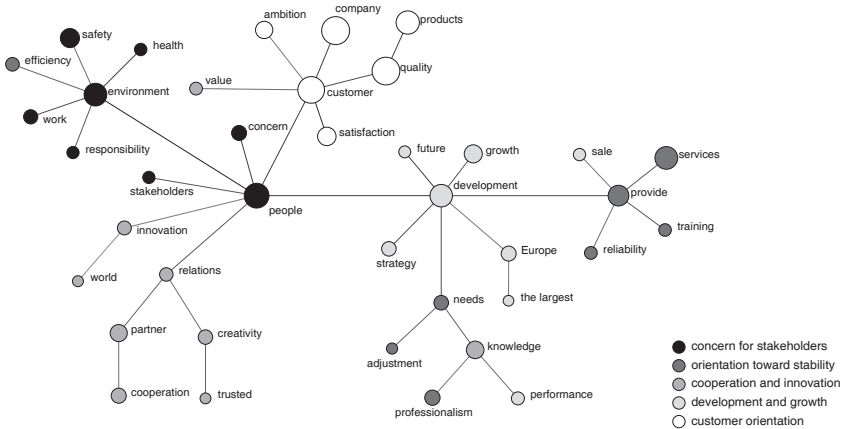 ambition
company
products
safety
health
efficiency
quality
value
environment
customer
work
concern
satisfaction
responsibility
future
growth
sale
services
stakeholders
development
provide
people
innovation
training
Europe
reliability
strategy
relations
world
needs
the largest
partner
creativity
knowledge
adjustment
cooperation
trusted
performance
professionalism
concern for stakeholders
orientation toward stability
cooperation and innovation
development and growth
customer orientation